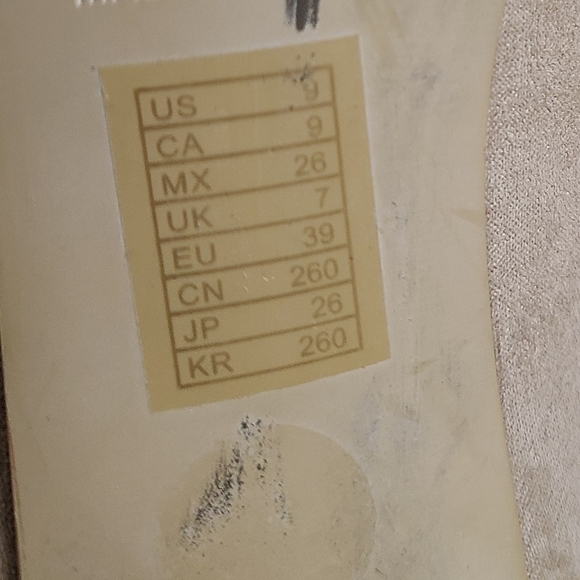 US 9
CA 9
MX 26
UK 7
EU 39
CN 260
JP 26
KR 260